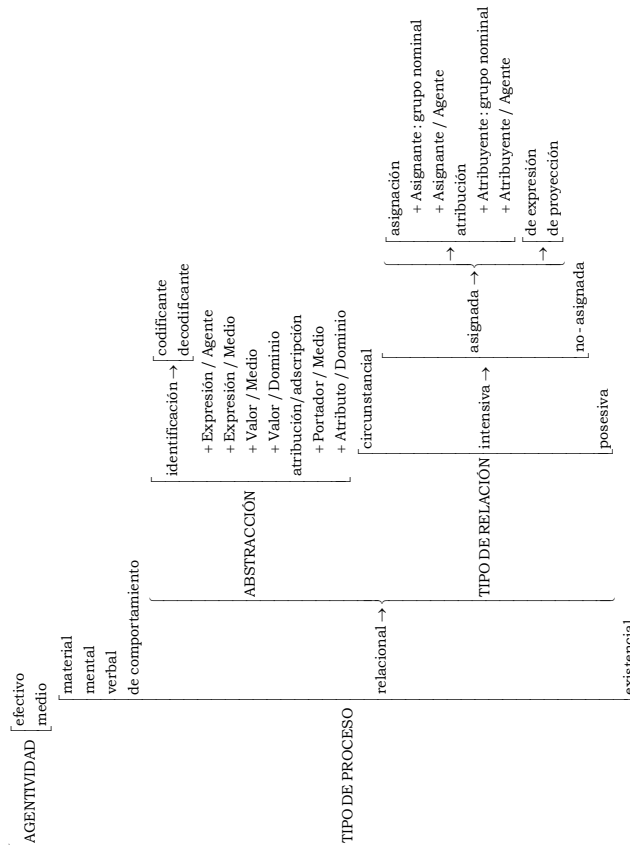 AGENTIVIDAD
efectivo
medio
TIPO DE PROCESO
material
mental
verbal
de comportamiento
relacional →
existencial
ABSTRACCIÓN
identificación →
codificante
decodificante
+ Expresión / Agente
+ Expresión / Medio
+ Valor / Medio
+ Valor / Dominio
atribución/adscripción
+ Portador / Medio
+ Atributo / Dominio
TIPO DE RELACIÓN
circunstancial
intensiva →
posesiva
asignada →
no - asignada
→
asignación
+ Asignante : grupo nominal
+ Asignante / Agente
atribución
+ Atribuyente : grupo nominal
+ Atribuyente / Agente
→
de expresión
de proyección